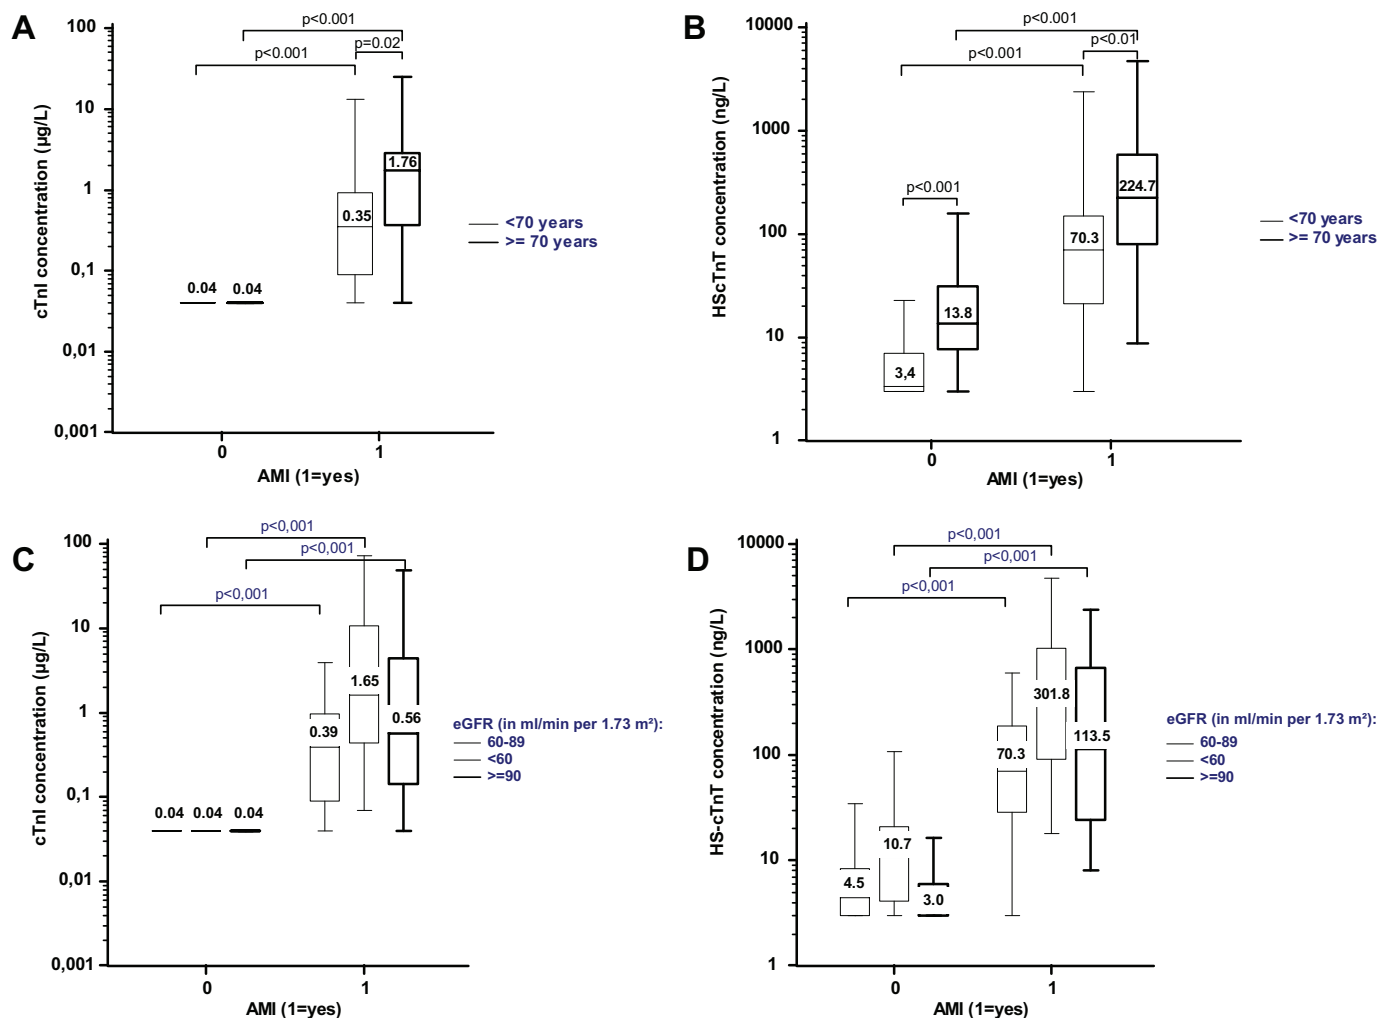 A
p<0.001
p=0.02
p<0.001
100
10
1
0,1
0,01
0,001
cTnI concentration (µg/L)
0.04 0.04
0.35
1.76
<70 years
>= 70 years
0 1
AMI (1=yes)
B
p<0.001
p<0.01
p<0.001
p<0.001
10000
1000
100
10
1
HScTnT concentration (ng/L)
3,4
13.8
70.3
224.7
<70 years
>= 70 years
0 1
AMI (1=yes)
C
p<0,001
p<0,001
p<0,001
100
10
1
0,1
0,01
0,001
cTnI concentration (µg/L)
0.04 0.04 0.04
0.39
1.65
0.56
eGFR (in ml/min per 1.73 m²):
60-89
<60
>=90
0 1
AMI (1=yes)
D
p<0,001
p<0,001
p<0,001
10000
1000
100
10
1
HS-cTnT concentration (ng/L)
4.5
10.7
3.0
70.3
301.8
113.5
eGFR (in ml/min per 1.73 m²):
60-89
<60
>=90
0 1
AMI (1=yes)